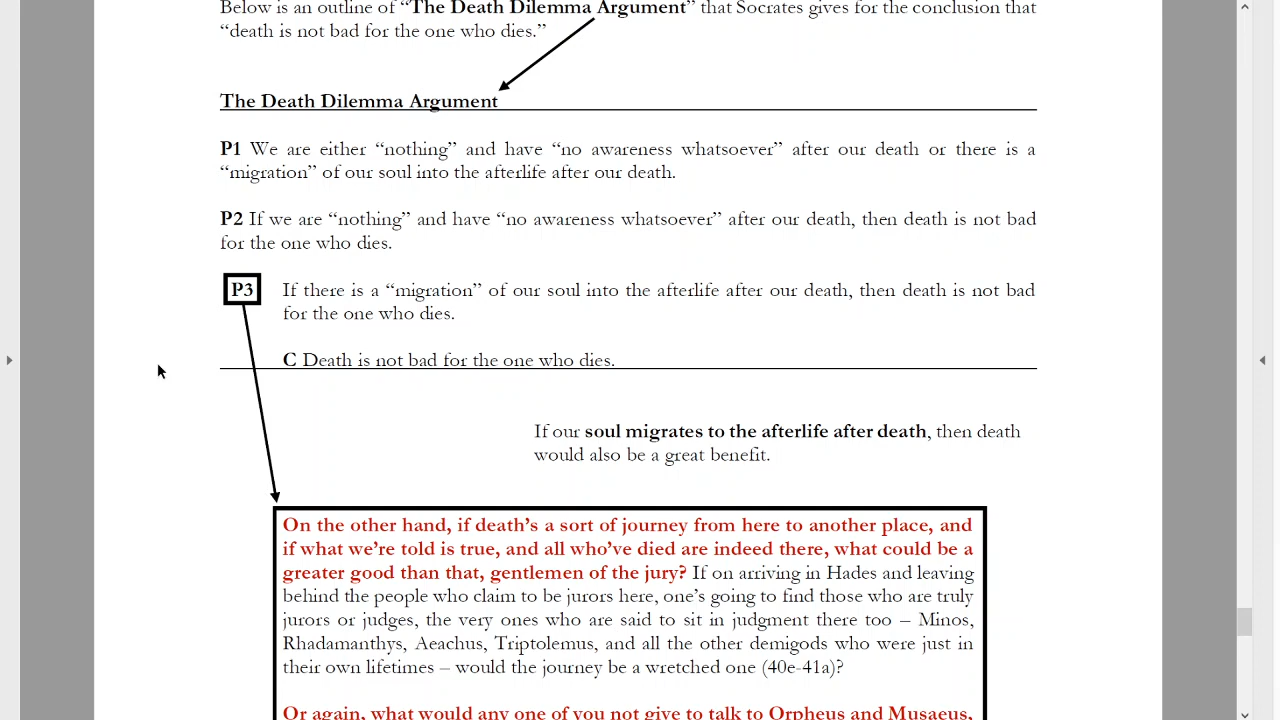 Below is an outline of “The Death Dilemma Argument” that Socrates gives for the conclusion that
“death is not bad for the one who dies.”
The Death Dilemma Argument
P1 We are either “nothing” and have “no awareness whatsoever” after our death or there is a
“migration” of our soul into the afterlife after our death.
P2 If we are “nothing” and have “no awareness whatsoever” after our death, then death is not bad
for the one who dies.
P3 If there is a “migration” of our soul into the afterlife after our death, then death is not bad
for the one who dies.
C Death is not bad for the one who dies.
If our soul migrates to the afterlife after death, then death
would also be a great benefit.
On the other hand, if death’s a sort of journey from here to another place, and
if what we’re told is true, and all who’ve died are indeed there, what could be a
greater good than that, gentlemen of the jury? If on arriving in Hades and leaving
behind the people who claim to be jurors here, one’s going to find those who are truly
jurors or judges, the very ones who are said to sit in judgment there too – Minos,
Rhadamanthys, Aeachus, Triptolemus, and all the other demigods who were just in
their own lifetimes – would the journey be a wretched one (40e-41a)?
Or again, what would any one of you not give to talk to Orpheus and Musaeus,